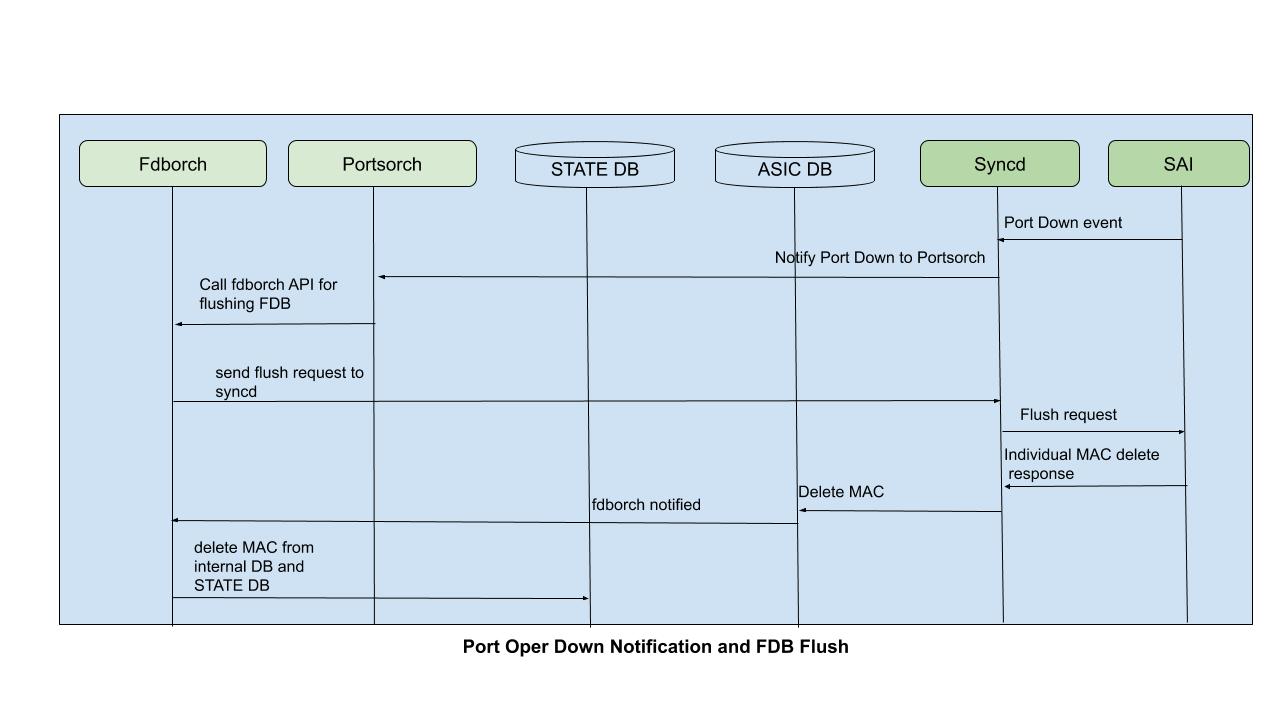 Fdborch
Portsorch
STATE DB
ASIC DB
Syncd
SAI
Port Down event
Notify Port Down to Portsorch
Call fdborch API for
flushing FDB
send flush request to
syncd
Flush request
Individual MAC delete
response
Delete MAC
fdborch notified
delete MAC from
internal DB and
STATE DB
Port Oper Down Notification and FDB Flush